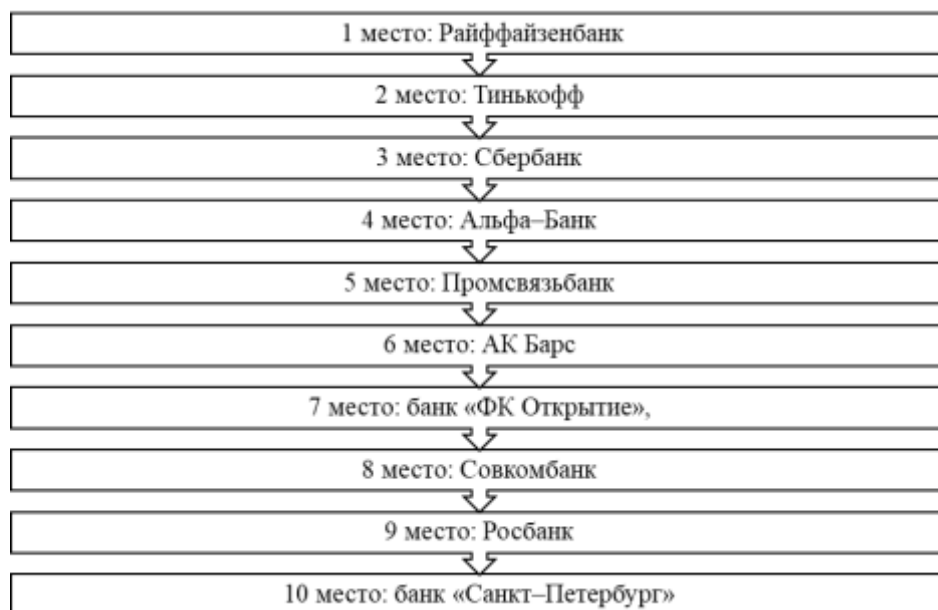 1 место: Райффайзенбанк
2 место: Тинькофф
3 место: Сбербанк
4 место: Альфа–Банк
5 место: Промсвязьбанк
6 место: АК Барс
7 место: банк «ФК Открытие»,
8 место: Совкомбанк
9 место: Росбанк
10 место: банк «Санкт–Петербург»